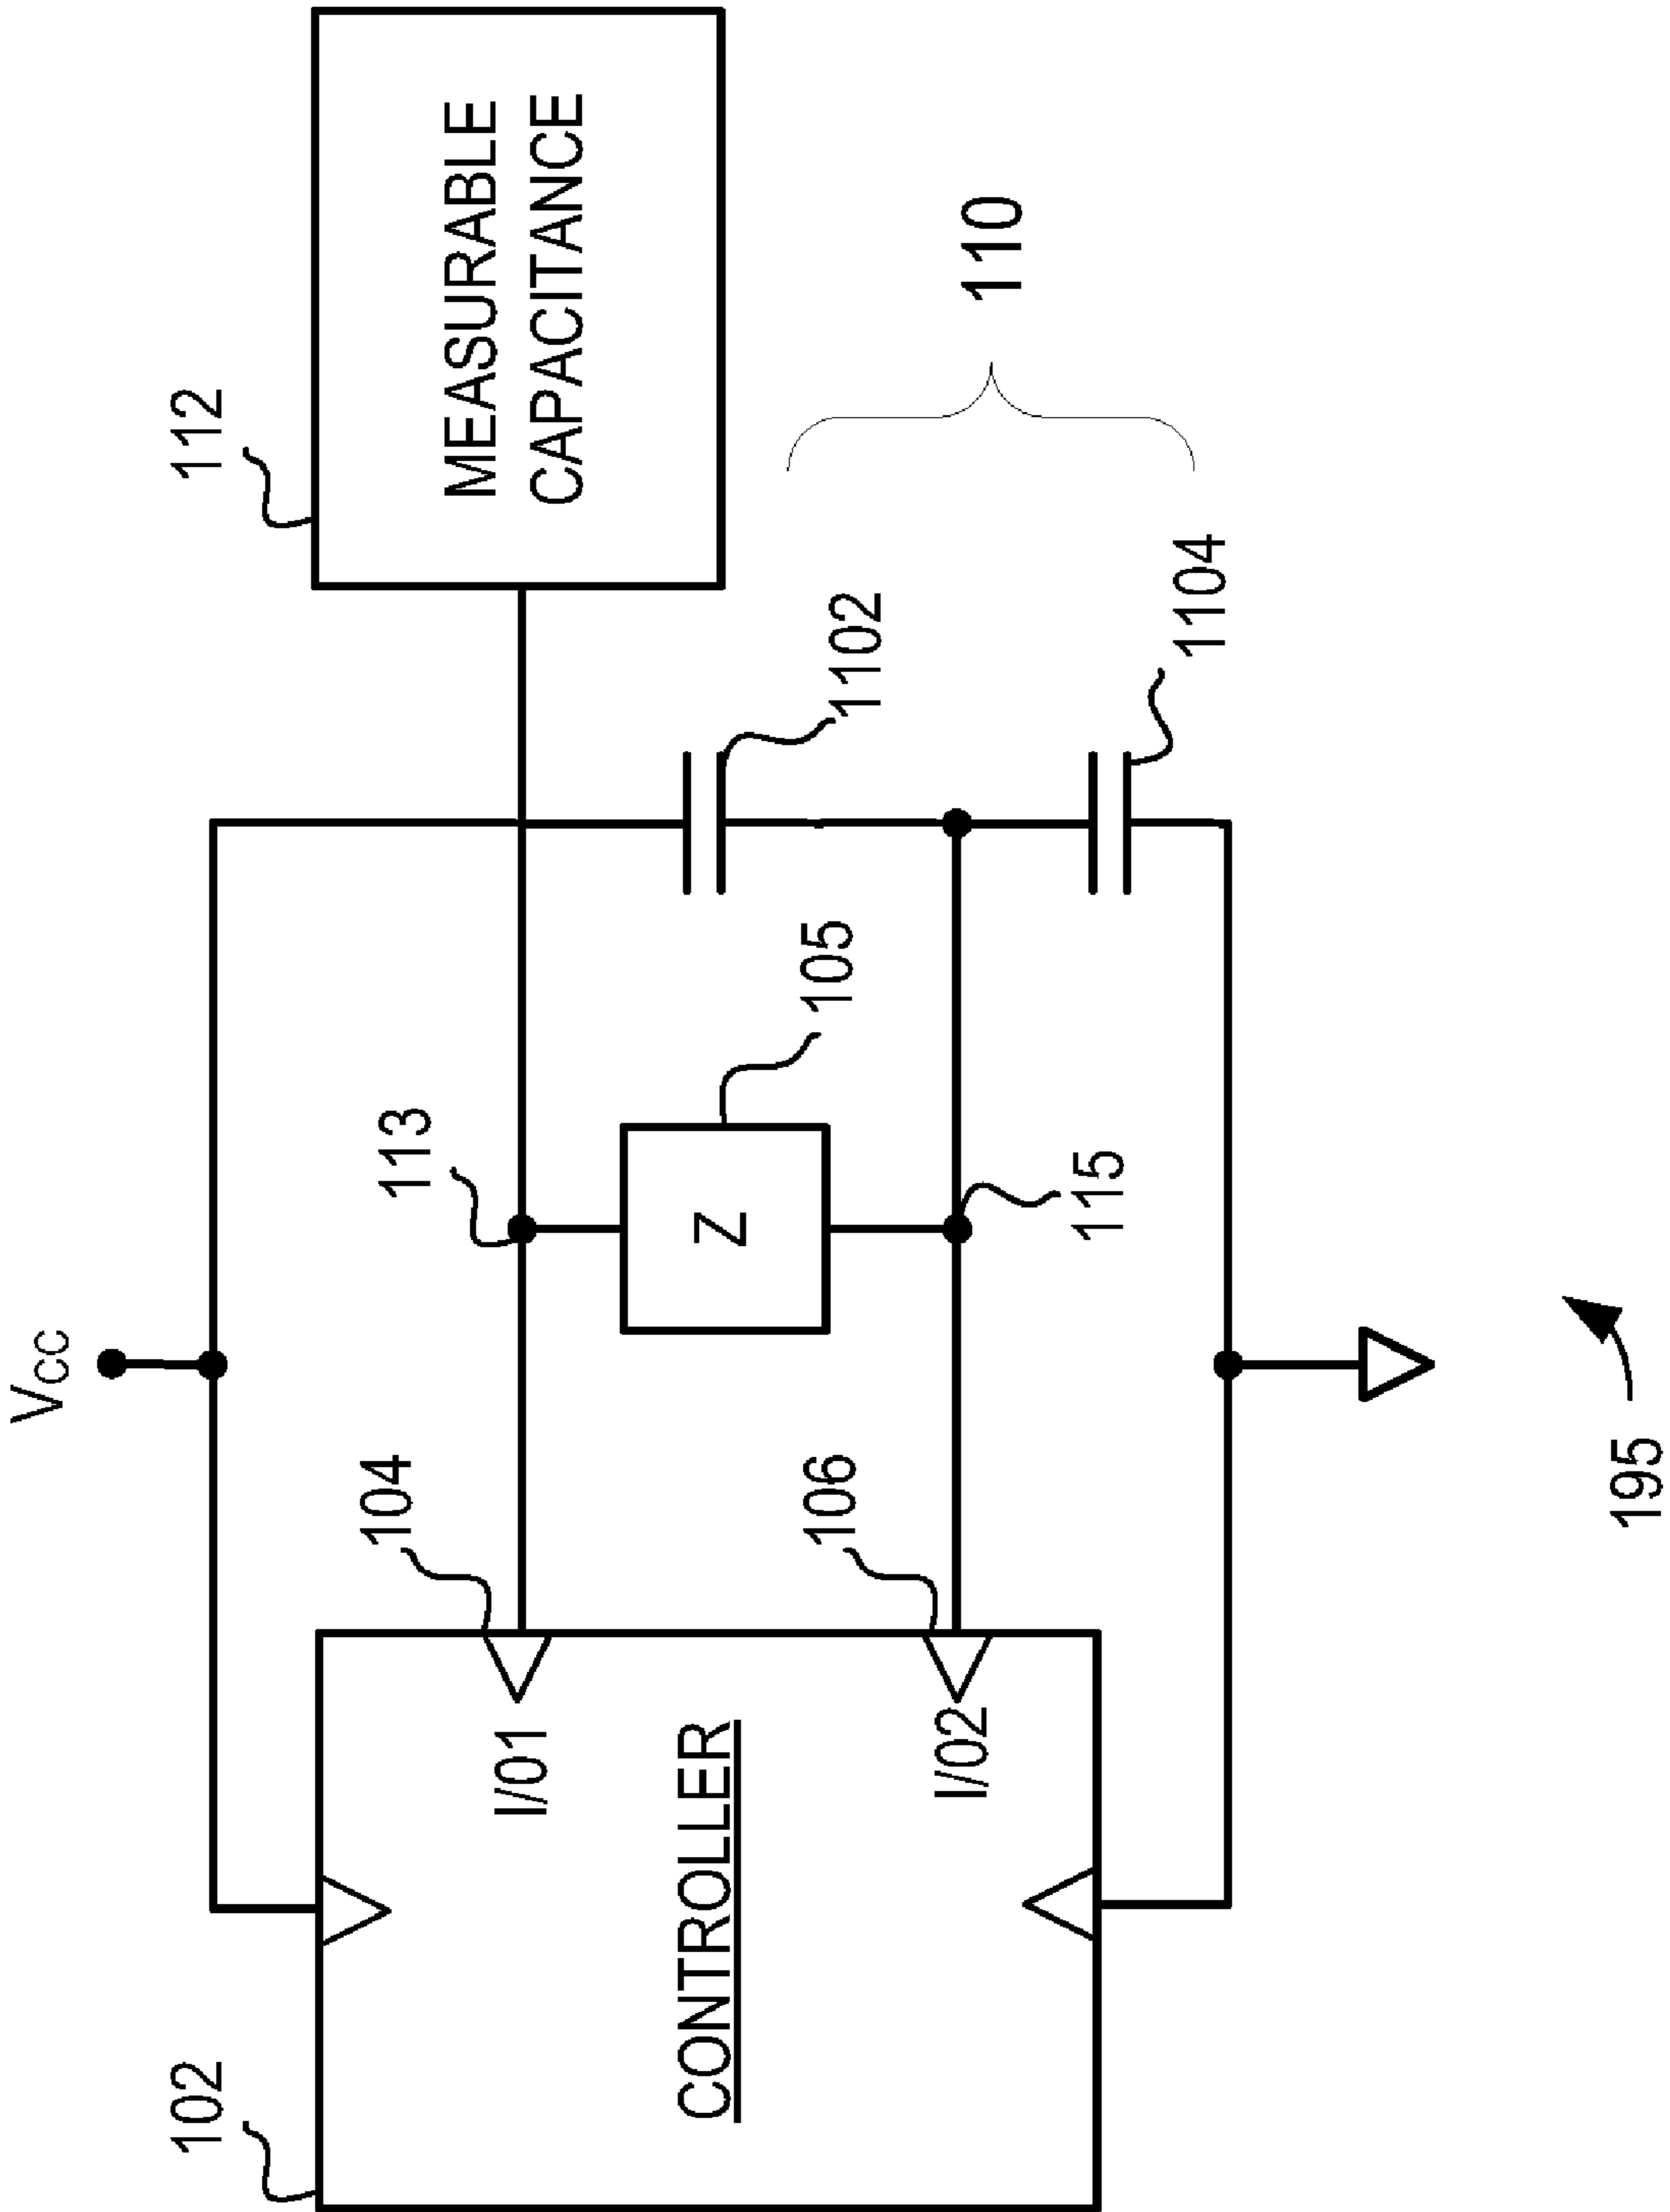 VCC
102
104
113
112
MEASURABLE
CAPACITANCE
I/01
CONTROLLER
Z
105
1102
106
I/02
115
1104
110
195